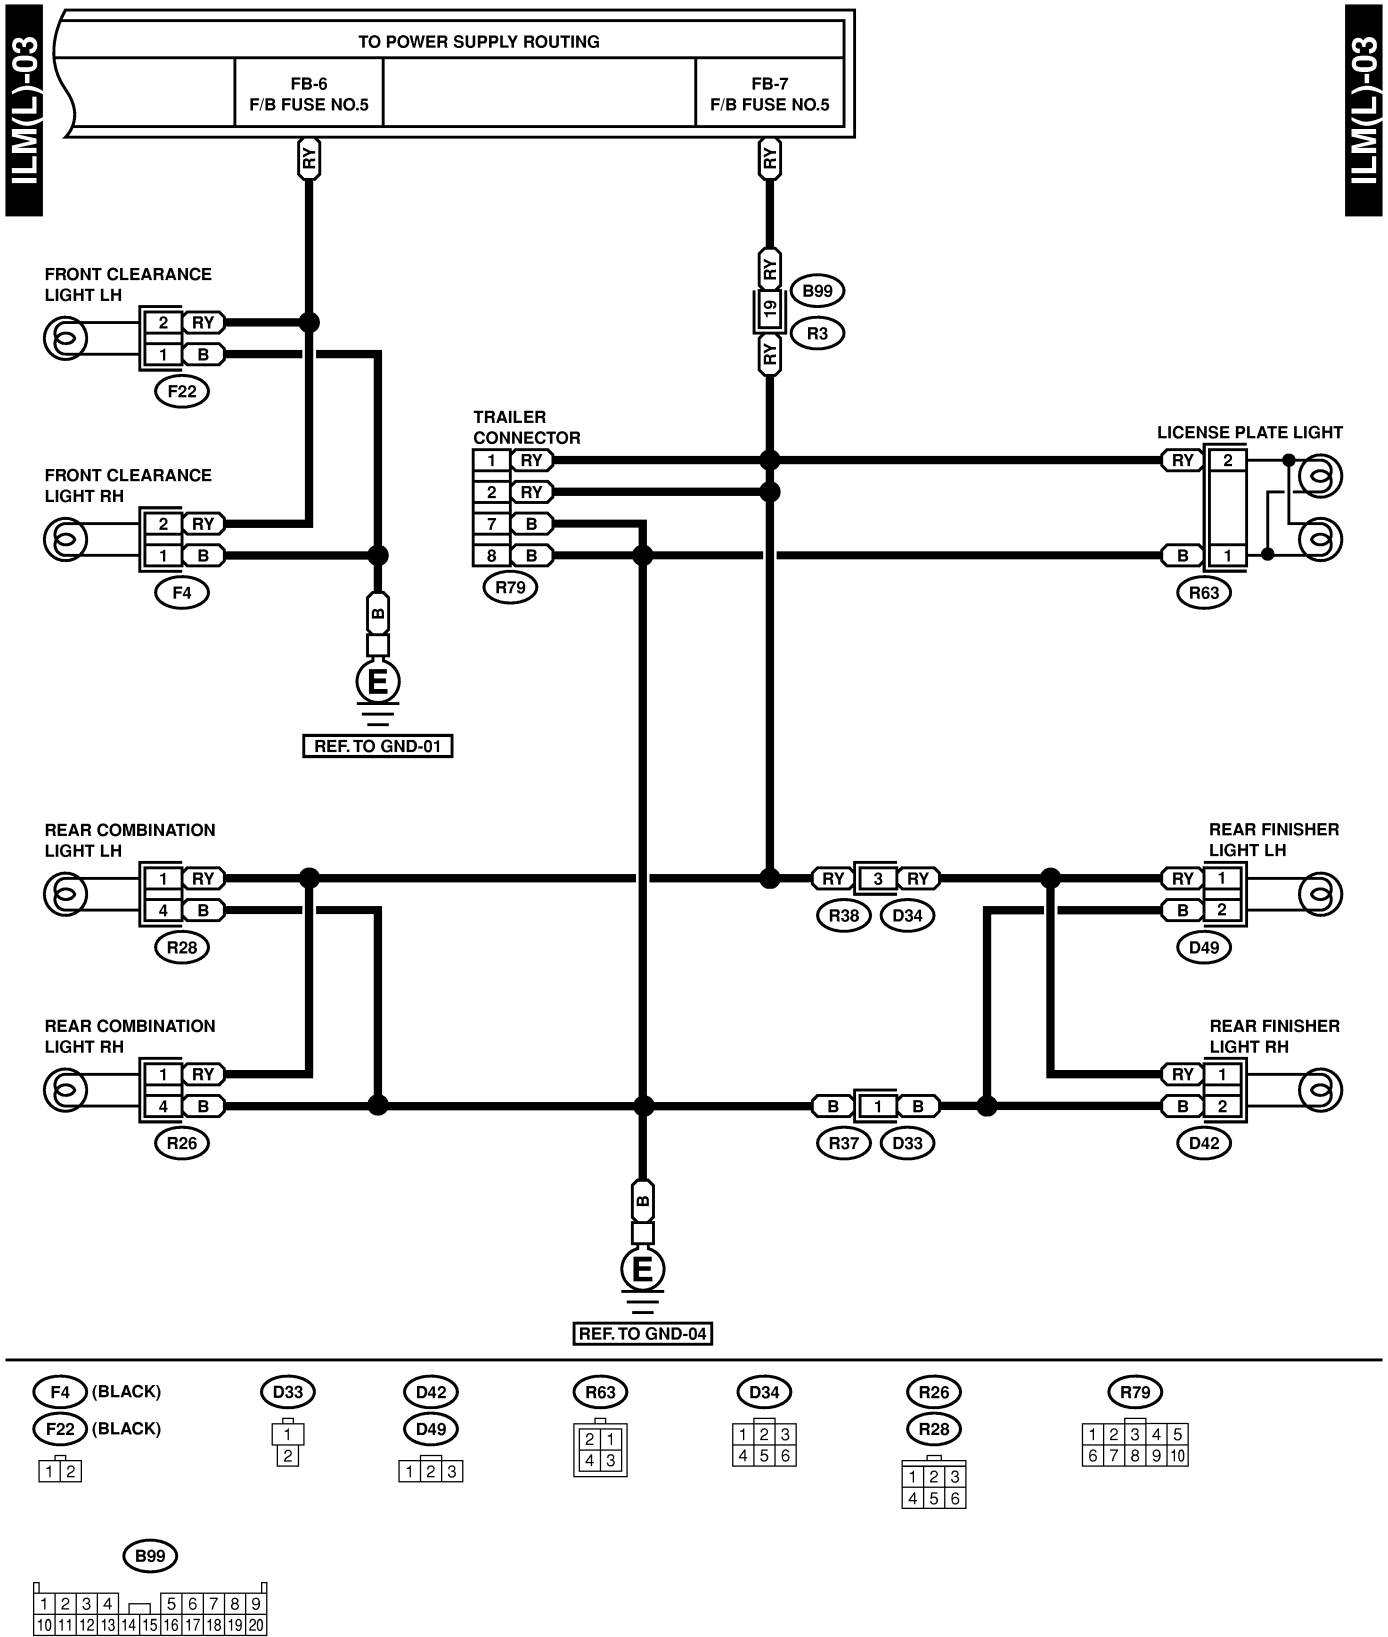 ILM(L)-03
ILM(L)-03
TO POWER SUPPLY ROUTING
FB-6
F/B FUSE NO.5
FB-7
F/B FUSE NO.5
RY
RY
RY
19
B99
R3
RY
FRONT CLEARANCE
LIGHT LH
2 RY
1 B
F22
FRONT CLEARANCE
LIGHT RH
2 RY
1 B
F4
B
E
REF. TO GND-01
TRAILER
CONNECTOR
1 RY
2 RY
7 B
8 B
R79
LICENSE PLATE LIGHT
RY 2
B 1
R63
REAR COMBINATION
LIGHT LH
1 RY
4 B
R28
RY 3 RY
R38 D34
REAR FINISHER
LIGHT LH
RY 1
B 2
D49
REAR COMBINATION
LIGHT RH
1 RY
4 B
R26
B 1 B
R37 D33
REAR FINISHER
LIGHT RH
RY 1
B 2
D42
B
E
REF. TO GND-04
F4 (BLACK)
F22 (BLACK)
1 2
D33
1
2
D42
D49
1 2 3
R63
2 1
4 3
D34
1 2 3
4 5 6
R26
R28
1 2 3
4 5 6
R79
1 2 3 4 5
6 7 8 9 10
B99
1 2 3 4 5 6 7 8 9
10 11 12 13 14 15 16 17 18 19 20